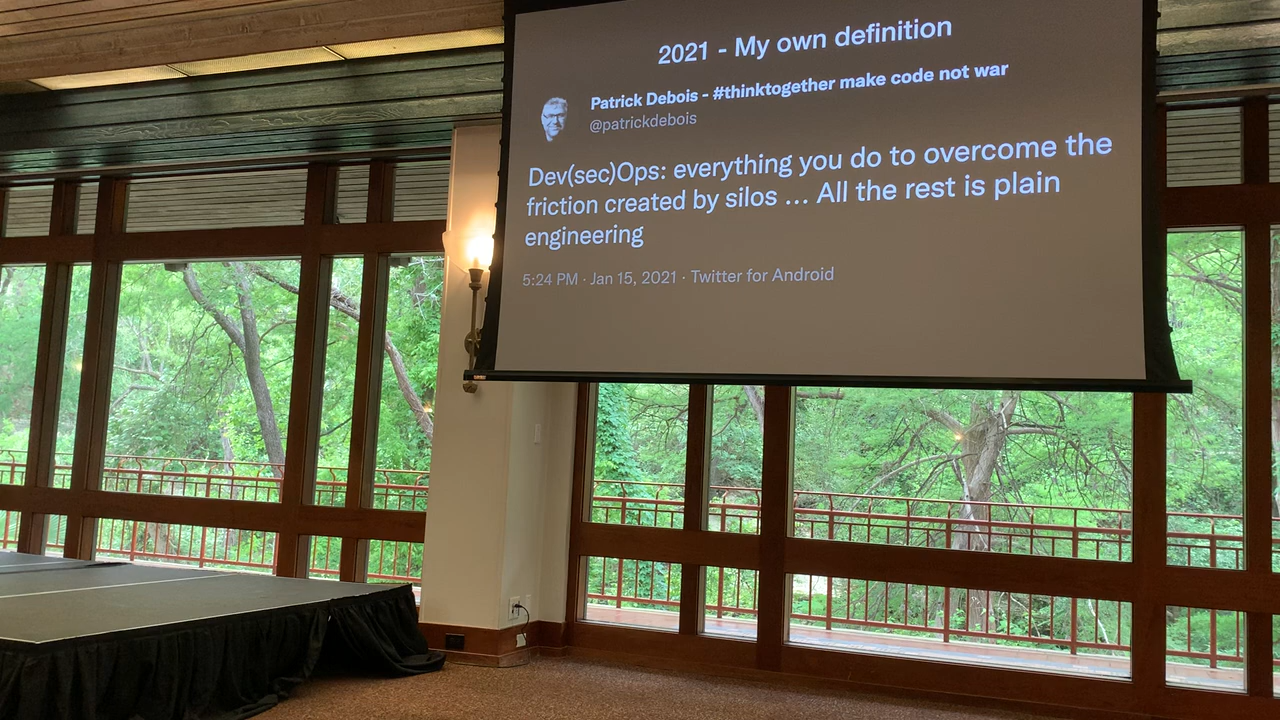 2021 - My own definition
Patrick Debois - #thinktogether make code not war
@patrickdebois
Dev(sec)Ops: everything you do to overcome the
friction created by silos ... All the rest is plain
engineering
5:24 PM · Jan 15, 2021 · Twitter for Android